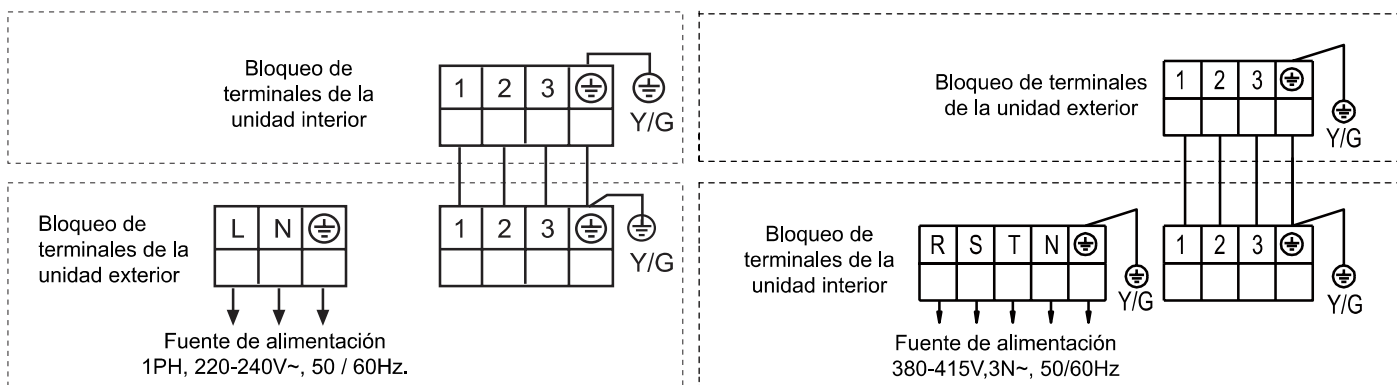 Bloqueo de
terminales de la
unidad interior
1 2 3
Y/G
Bloqueo de
terminales de la
unidad exterior
L N
1 2 3
Y/G
Fuente de alimentación
1PH, 220-240V~, 50 / 60Hz.
Bloqueo de terminales
de la unidad exterior
1 2 3
Y/G
Bloqueo de
terminales de la
unidad interior
R S T N
Y/G
1 2 3
Y/G
Fuente de alimentación
380-415V,3N~, 50/60Hz